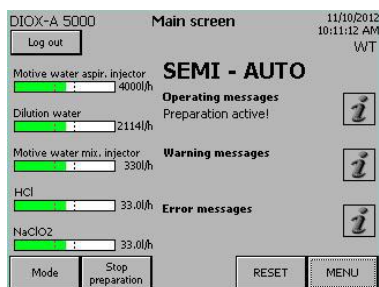 DIOX-A 5000
Main screen
11/10/2012
10:11:12 AM
Log out
WT
SEMI - AUTO
Motive water aspir. injector
4000l/h
Operating messages
Preparation active!
Dilution water
2114l/h
Motive water mix. injector
330l/h
Warning messages
HCl
33.0l/h
Error messages
NaClO2
33.0l/h
Mode
Stop
preparation
RESET
MENU